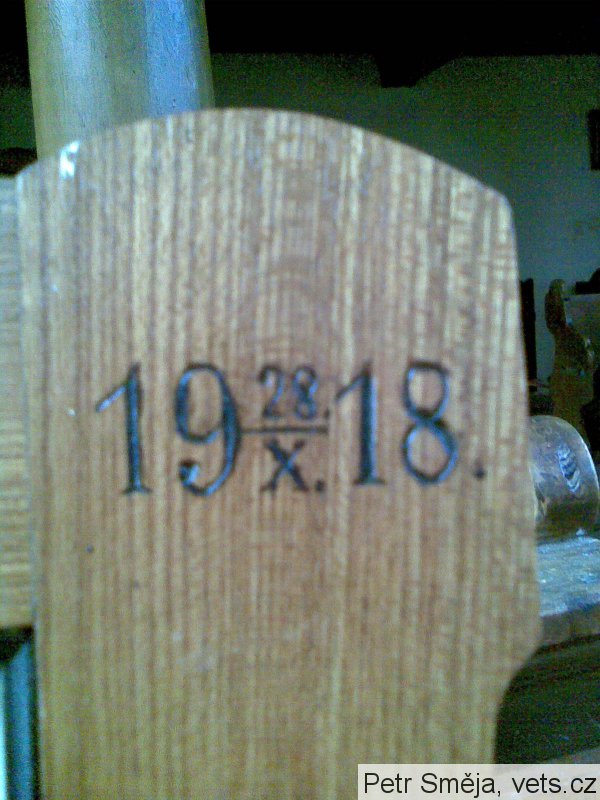 19 28. 18.
X.
Petr Směja, vets.cz